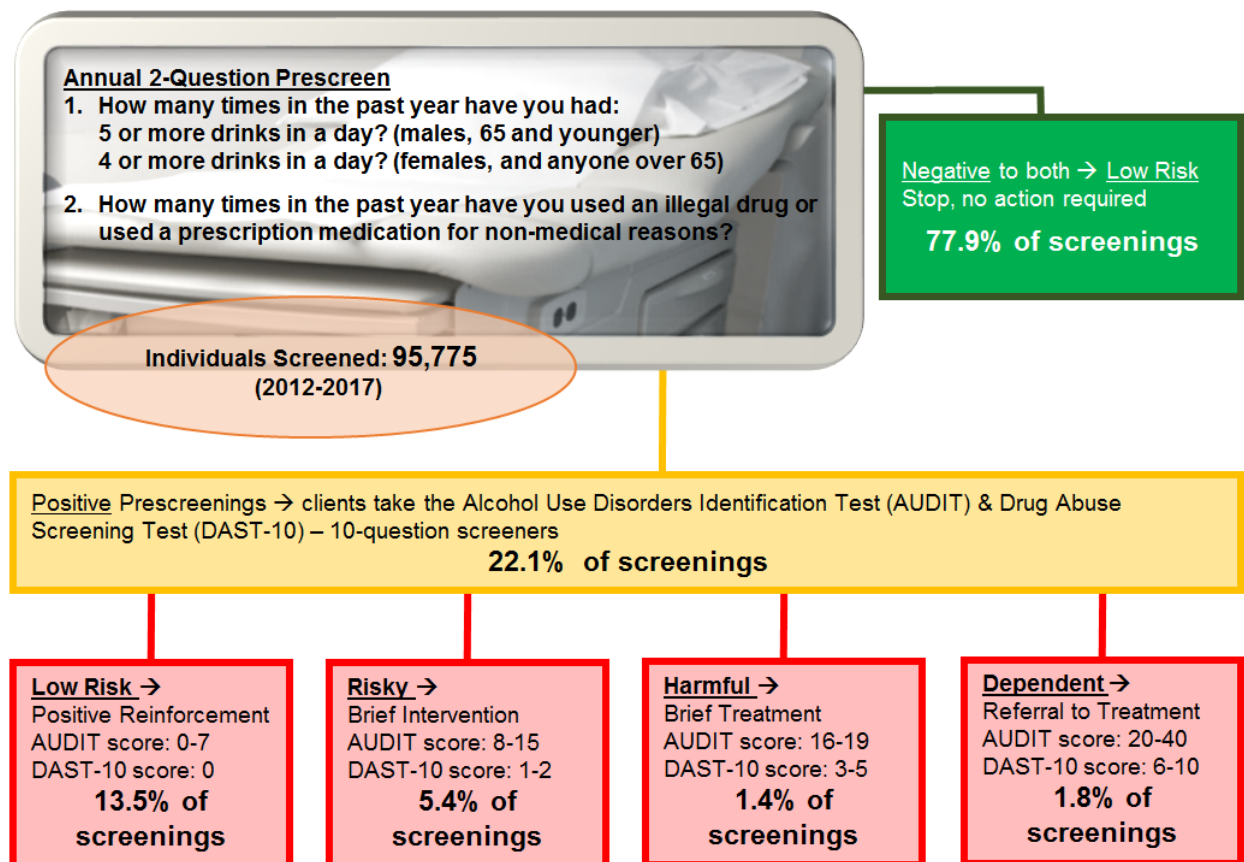 Annual 2-Question Prescreen
1. How many times in the past year have you had:
5 or more drinks in a day? (males, 65 and younger)
4 or more drinks in a day? (females, and anyone over 65)
2. How many times in the past year have you used an illegal drug or
used a prescription medication for non-medical reasons?
Individuals Screened: 95,775
(2012-2017)
Negative to both → Low Risk
Stop, no action required
77.9% of screenings
Positive Prescreenings → clients take the Alcohol Use Disorders Identification Test (AUDIT) & Drug Abuse
Screening Test (DAST-10) – 10-question screeners
22.1% of screenings
Low Risk →
Positive Reinforcement
AUDIT score: 0-7
DAST-10 score: 0
13.5% of
screenings
Risky →
Brief Intervention
AUDIT score: 8-15
DAST-10 score: 1-2
5.4% of
screenings
Harmful →
Brief Treatment
AUDIT score: 16-19
DAST-10 score: 3-5
1.4% of
screenings
Dependent →
Referral to Treatment
AUDIT score: 20-40
DAST-10 score: 6-10
1.8% of
screenings